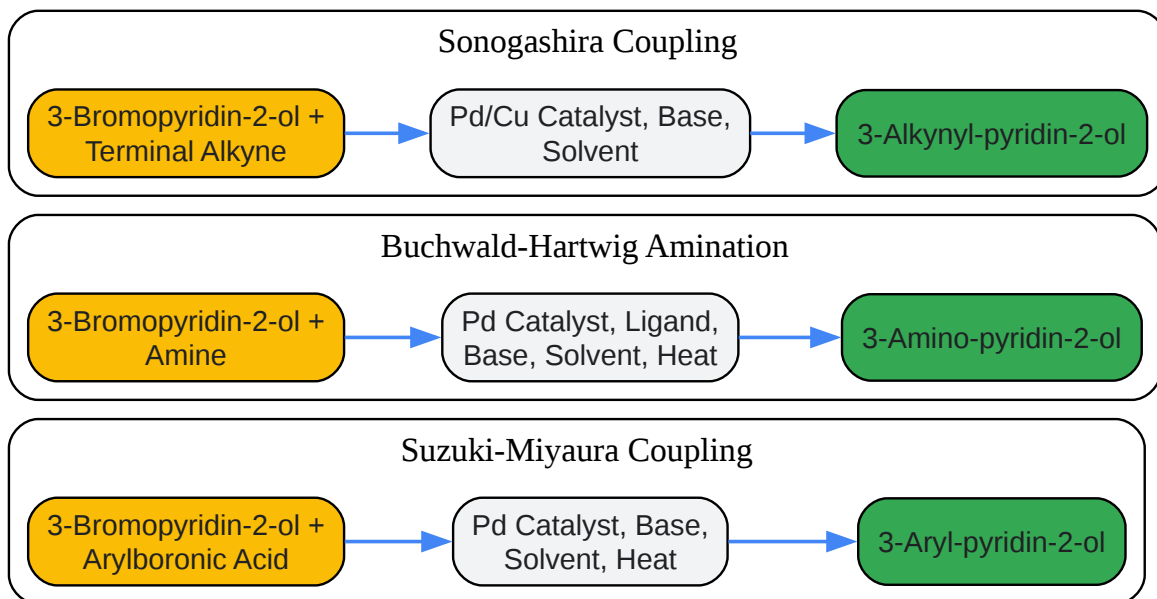 Sonogashira Coupling
3-Bromopyridin-2-ol +
Terminal Alkyne
Pd/Cu Catalyst, Base,
Solvent
3-Alkynyl-pyridin-2-ol
Buchwald-Hartwig Amination
3-Bromopyridin-2-ol +
Amine
Pd Catalyst, Ligand,
Base, Solvent, Heat
3-Amino-pyridin-2-ol
Suzuki-Miyaura Coupling
3-Bromopyridin-2-ol +
Arylboronic Acid
Pd Catalyst, Base,
Solvent, Heat
3-Aryl-pyridin-2-ol